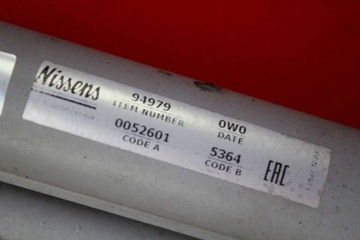 Nissens
94979
ITEM NUMBER
0W0
DATE
0052601
CODE A
5364
CODE B
EAC